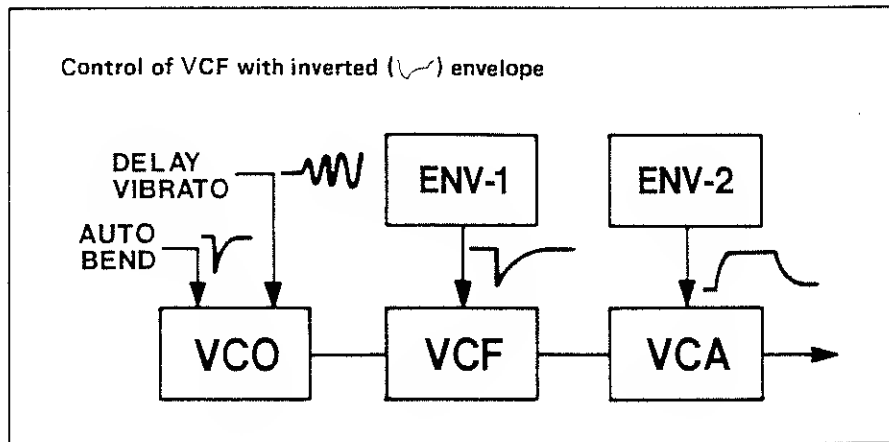 Control of VCF with inverted () envelope
DELAY
VIBRATO
ENV-1
ENV-2
AUTO
BEND
VCO
VCF
VCA